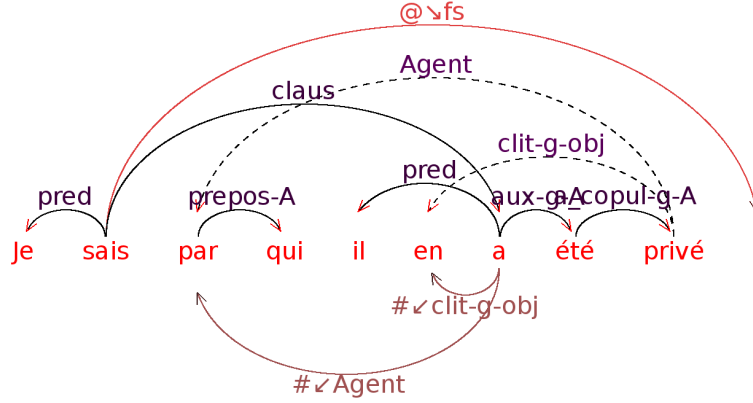 @↘fs
Agent
claus
clit-g-obj
pred
pred prepos-A aux-g-A a_copul-g-A
Je sais par qui il en a été privé
#↙clit-g-obj
#↙Agent